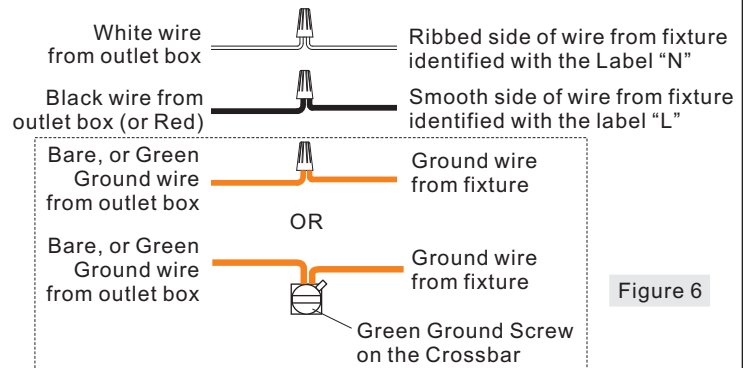 White wire
from outlet box
Ribbed side of wire from fixture
identified with the Label “N”
Black wire from
outlet box (or Red)
Smooth side of wire from fixture
identified with the label “L”
Bare, or Green
Ground wire
from outlet box
Ground wire
from fixture
OR
Bare, or Green
Ground wire
from outlet box
Ground wire
from fixture
Green Ground Screw
on the Crossbar
Figure 6